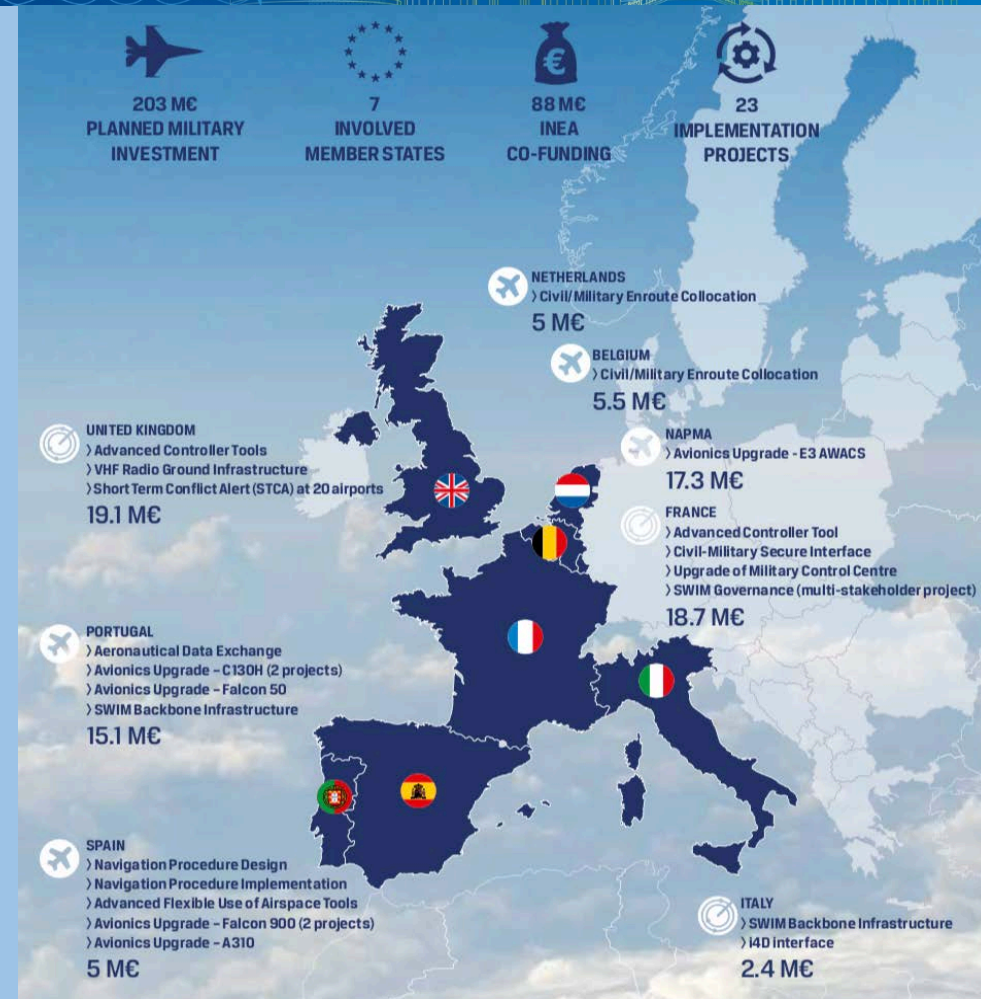 203 M€
PLANNED MILITARY
INVESTMENT
7
INVOLVED
MEMBER STATES
88 M€
INEA
CO-FUNDING
23
IMPLEMENTATION
PROJECTS
NETHERLANDS
〉Civil/Military Enroute Collocation
5 M€
BELGIUM
〉Civil/Military Enroute Collocation
5.5 M€
UNITED KINGDOM
〉Advanced Controller Tools
〉VHF Radio Ground Infrastructure
〉Short Term Conflict Alert (STCA) at 20 airports
19.1 M€
NAPMA
〉Avionics Upgrade - E3 AWACS
17.3 M€
FRANCE
〉Advanced Controller Tool
〉Civil-Military Secure Interface
〉Upgrade of Military Control Centre
〉SWIM Governance (multi-stakeholder project)
18.7 M€
PORTUGAL
〉Aeronautical Data Exchange
〉Avionics Upgrade – C130H (2 projects)
〉Avionics Upgrade – Falcon 50
〉SWIM Backbone Infrastructure
15.1 M€
SPAIN
〉Navigation Procedure Design
〉Navigation Procedure Implementation
〉Advanced Flexible Use of Airspace Tools
〉Avionics Upgrade – Falcon 900 (2 projects)
〉Avionics Upgrade – A310
5 M€
ITALY
〉SWIM Backbone Infrastructure
〉i4D interface
2.4 M€